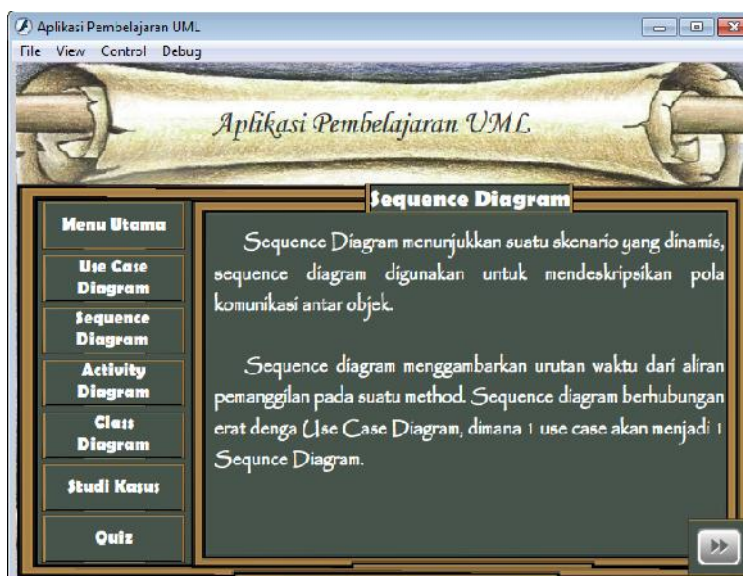 Aplikasi Pembelajaran UML
File View Control Debug
Aplikasi Pembelajaran UML
Sequence Diagram
Menu Utama
Use Case
Diagram
Sequence
Diagram
Activity
Diagram
Class
Diagram
Studi Kasus
Quiz
Sequence Diagram menunjukkan suatu skenario yang dinamis,
sequence diagram digunakan untuk mendeskripsikan pola
komunikasi antar objek.
Sequence diagram menggambarkan urutan waktu dari aliran
pemanggilan pada suatu method. Sequence diagram berhubungan
erat denga Use Case Diagram, dimana 1 use case akan menjadi 1
Sequnce Diagram.